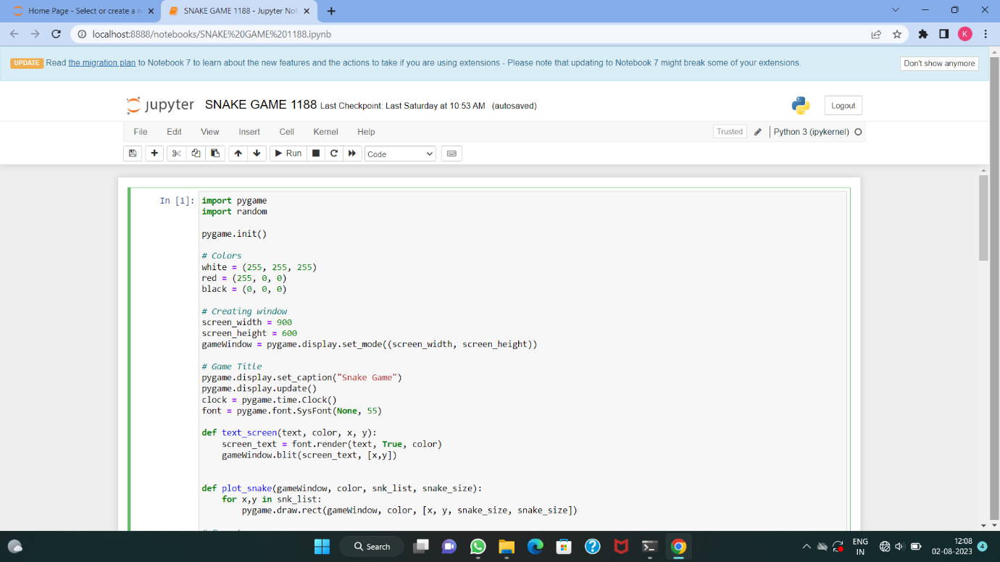 Home Page - Select or create a n
SNAKE GAME 1188 - Jupyter Not
localhost:8888/notebooks/SNAKE%20GAME%201188.ipynb
K
UPDATE Read the migration plan to Notebook 7 to learn about the new features and the actions to take if you are using extensions - Please note that updating to Notebook 7 might break some of your extensions.
Don't show anymore
jupyter SNAKE GAME 1188 Last Checkpoint: Last Saturday at 10:53 AM (autosaved)
Logout
File Edit View Insert Cell Kernel Help
Trusted Python 3 (ipykernel)
Run Code
In [1]: import pygame
import random
pygame.init()
# Colors
white = (255, 255, 255)
red = (255, 0, 0)
black = (0, 0, 0)
# Creating window
screen_width = 900
screen_height = 600
gameWindow = pygame.display.set_mode((screen_width, screen_height))
# Game Title
pygame.display.set_caption("Snake Game")
pygame.display.update()
clock = pygame.time.Clock()
font = pygame.font.SysFont(None, 55)
def text_screen(text, color, x, y):
    screen_text = font.render(text, True, color)
    gameWindow.blit(screen_text, [x,y])
def plot_snake(gameWindow, color, snk_list, snake_size):
    for x,y in snk_list:
        pygame.draw.rect(gameWindow, color, [x, y, snake_size, snake_size])
Search
ENG
IN
12:08
02-08-2023
4